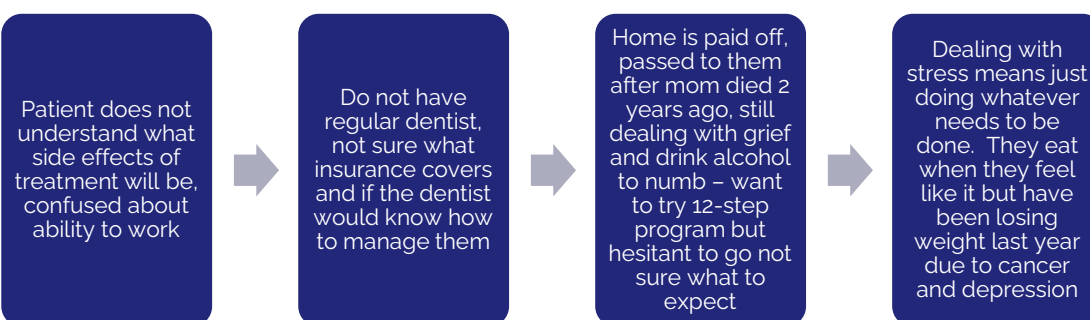 Patient does not
understand what
side effects of
treatment will be,
confused about
ability to work
Do not have
regular dentist,
not sure what
insurance covers
and if the dentist
would know how
to manage them
Home is paid off,
passed to them
after mom died 2
years ago, still
dealing with grief
and drink alcohol
to numb – want
to try 12-step
program but
hesitant to go not
sure what to
expect
Dealing with
stress means just
doing whatever
needs to be
done.  They eat
when they feel
like it but have
been losing
weight last year
due to cancer
and depression